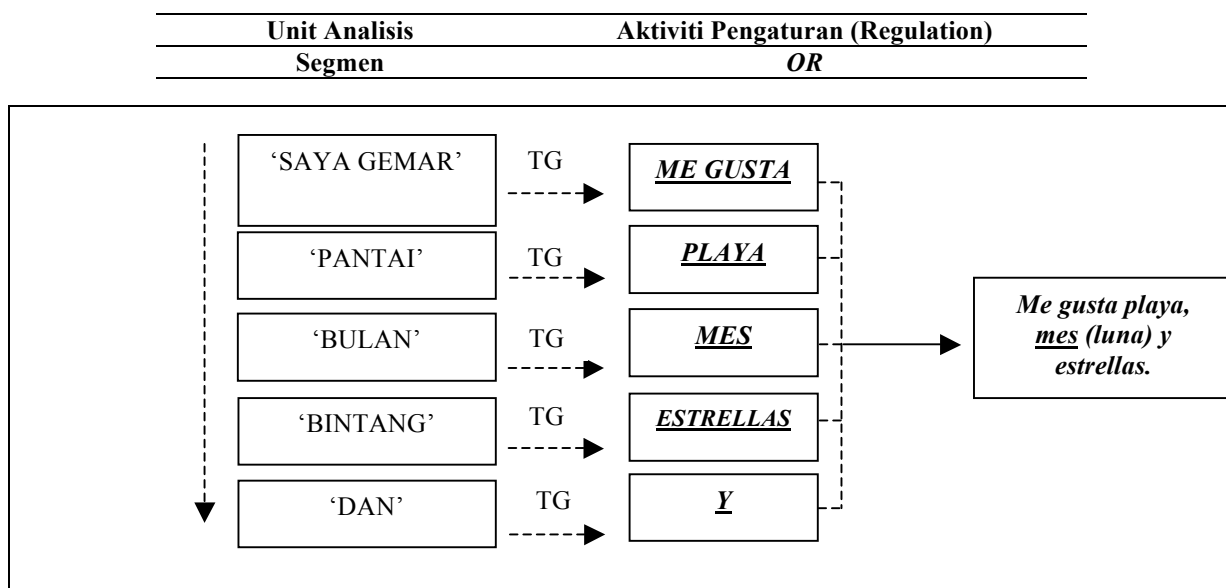 Unit Analisis Aktiviti Pengaturan (Regulation)
Segmen OR
‘SAYA GEMAR’ TG ME GUSTA
‘PANTAI’ TG PLAYA
‘BULAN’ TG MES
‘BINTANG’ TG ESTRELLAS
‘DAN’ TG Y
Me gusta playa,
mes (luna) y
estrellas.